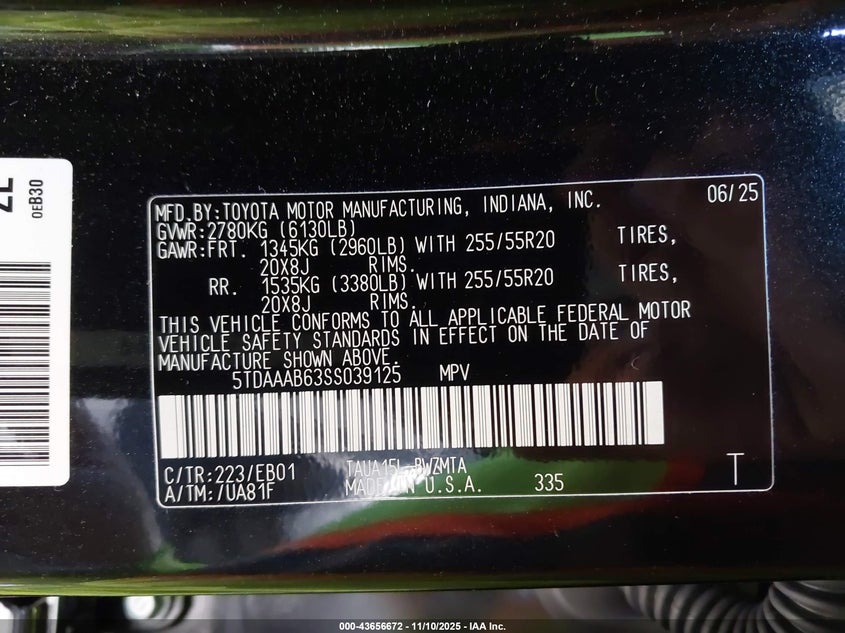 0EB30
MFD.BY:TOYOTA MOTOR MANUFACTURING, INDIANA, INC. 06/25
GVWR:2780KG (6130LB)
GAWR:FRT. 1345KG (2960LB) WITH 255/55R20 TIRES,
20X8J RIMS.
RR. 1535KG (3380LB) WITH 255/55R20 TIRES,
20X8J RIMS.
THIS VEHICLE CONFORMS TO ALL APPLICABLE FEDERAL MOTOR
VEHICLE SAFETY STANDARDS IN EFFECT ON THE DATE OF
MANUFACTURE SHOWN ABOVE.
5TDAAAB63SS039125 MPV
C/TR:223/EB01 TAUA15L-BWZMTA
A/TM:/UA81F MADE IN U.S.A. 335 T
000-43656672 - 11/10/2025 - IAA Inc.